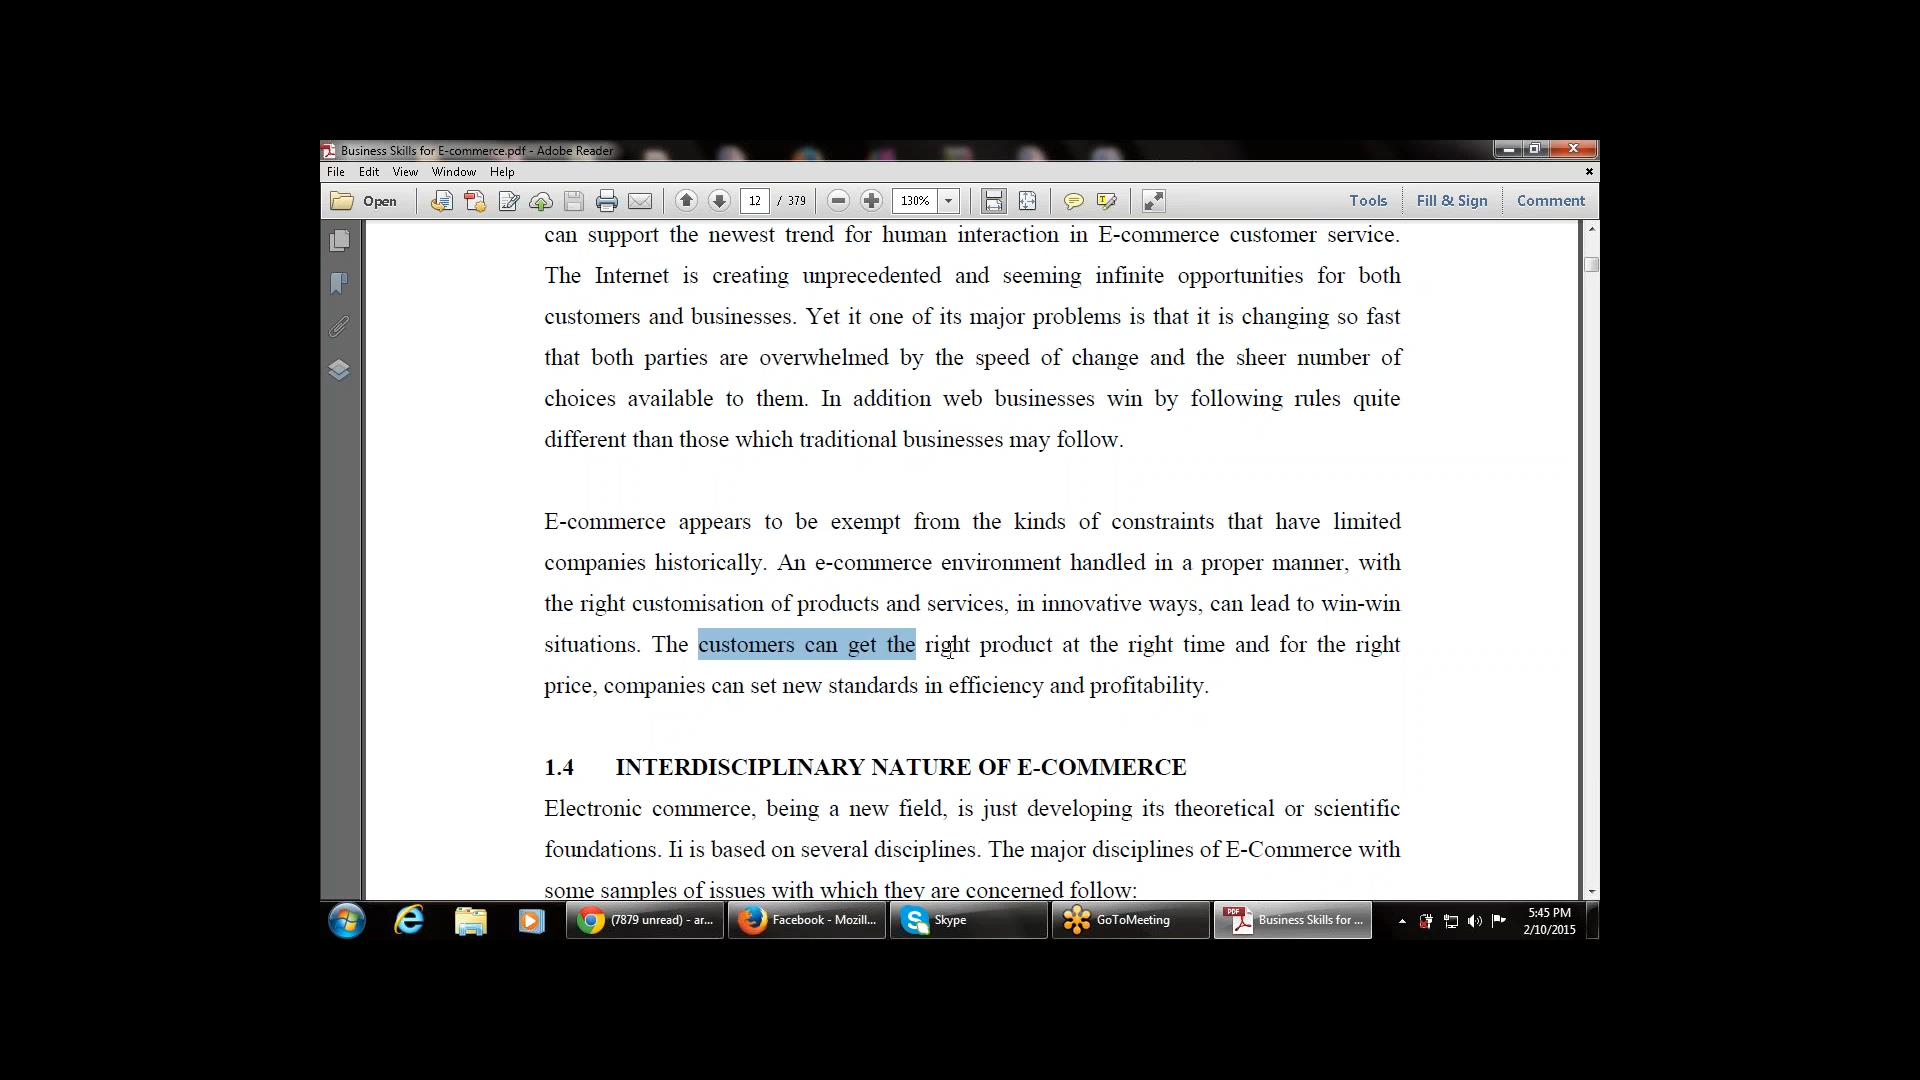 Business Skills for E-commerce.pdf - Adobe Reader
File Edit View Window Help
Open 12 / 379 130% Tools Fill & Sign Comment
can support the newest trend for human interaction in E-commerce customer service.
The Internet is creating unprecedented and seeming infinite opportunities for both
customers and businesses. Yet it one of its major problems is that it is changing so fast
that both parties are overwhelmed by the speed of change and the sheer number of
choices available to them. In addition web businesses win by following rules quite
different than those which traditional businesses may follow.
E-commerce appears to be exempt from the kinds of constraints that have limited
companies historically. An e-commerce environment handled in a proper manner, with
the right customisation of products and services, in innovative ways, can lead to win-win
situations. The customers can get the right product at the right time and for the right
price, companies can set new standards in efficiency and profitability.
1.4 INTERDISCIPLINARY NATURE OF E-COMMERCE
Electronic commerce, being a new field, is just developing its theoretical or scientific
foundations. Ii is based on several disciplines. The major disciplines of E-Commerce with
some samples of issues with which they are concerned follow:
(7879 unread) - ar... Facebook - Mozill... Skype GoToMeeting PDF Business Skills for ... 5:45 PM
2/10/2015